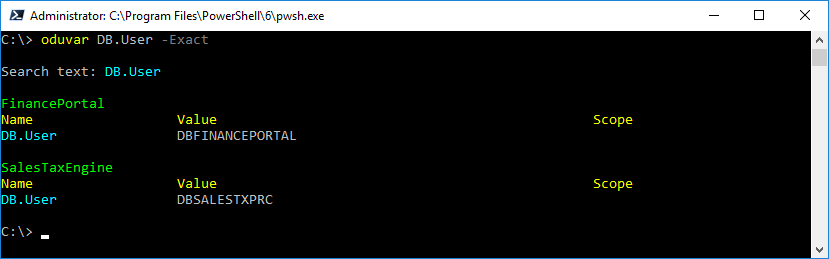 Administrator: C:\Program Files\PowerShell\6\pwsh.exe
C:\> oduvar DB.User -Exact
Search text: DB.User
FinancePortal
Name Value Scope
DB.User DBFINANCEPORTAL
SalesTaxEngine
Name Value Scope
DB.User DBSALESTXPRC
C:\>